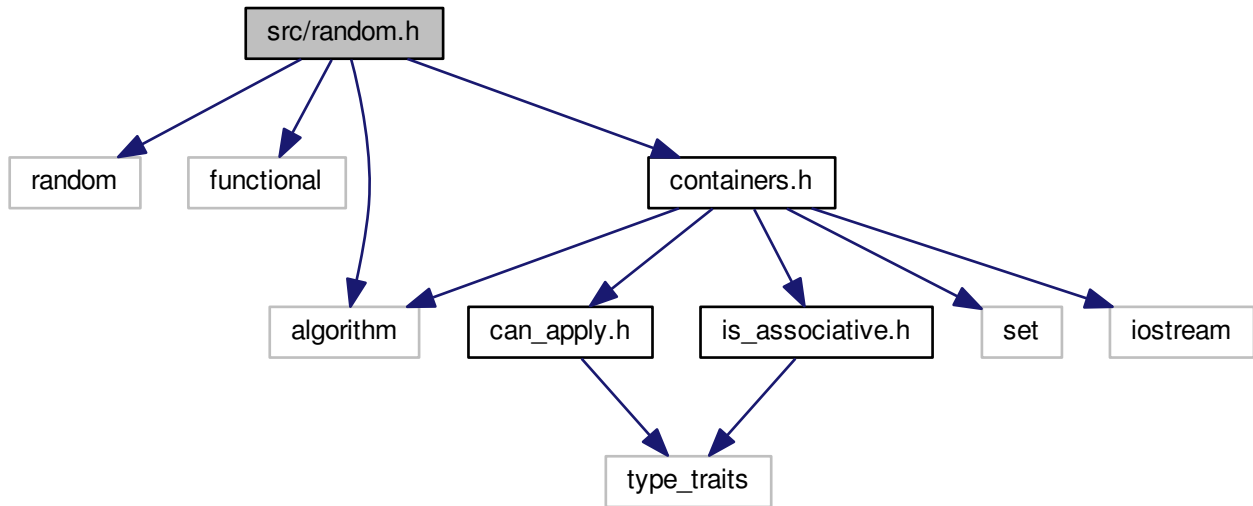 src/random.h
random
functional
containers.h
algorithm
can_apply.h
is_associative.h
set
iostream
type_traits